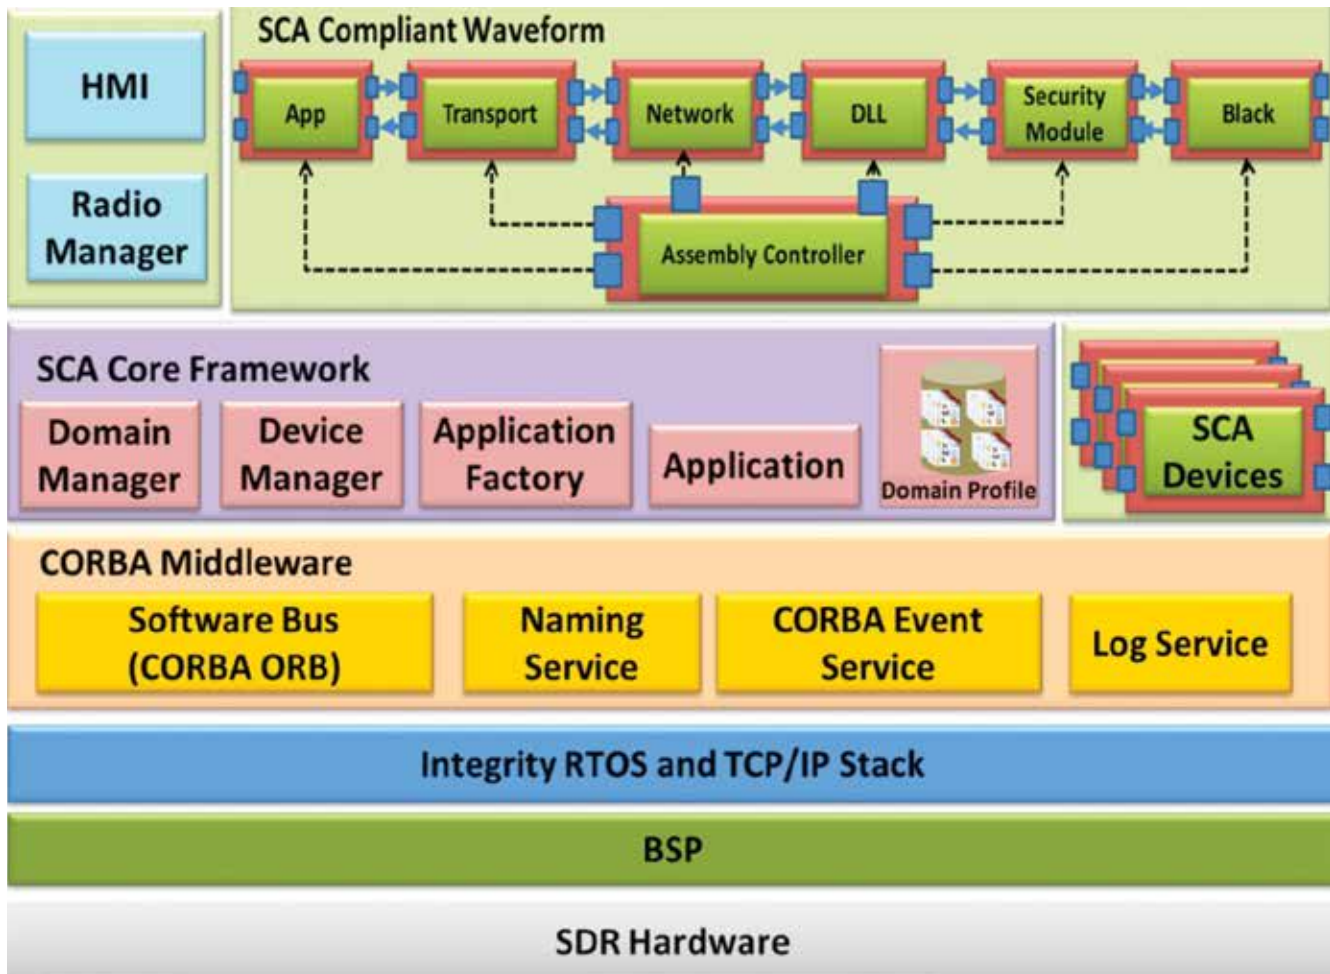 SCA Compliant Waveform
HMI
Radio
Manager
App
Transport
Network
DLL
Security
Module
Black
Assembly Controller
SCA Core Framework
Domain
Manager
Device
Manager
Application
Factory
Application
Domain Profile
SCA
Devices
CORBA Middleware
Software Bus
(CORBA ORB)
Naming
Service
CORBA Event
Service
Log Service
Integrity RTOS and TCP/IP Stack
BSP
SDR Hardware